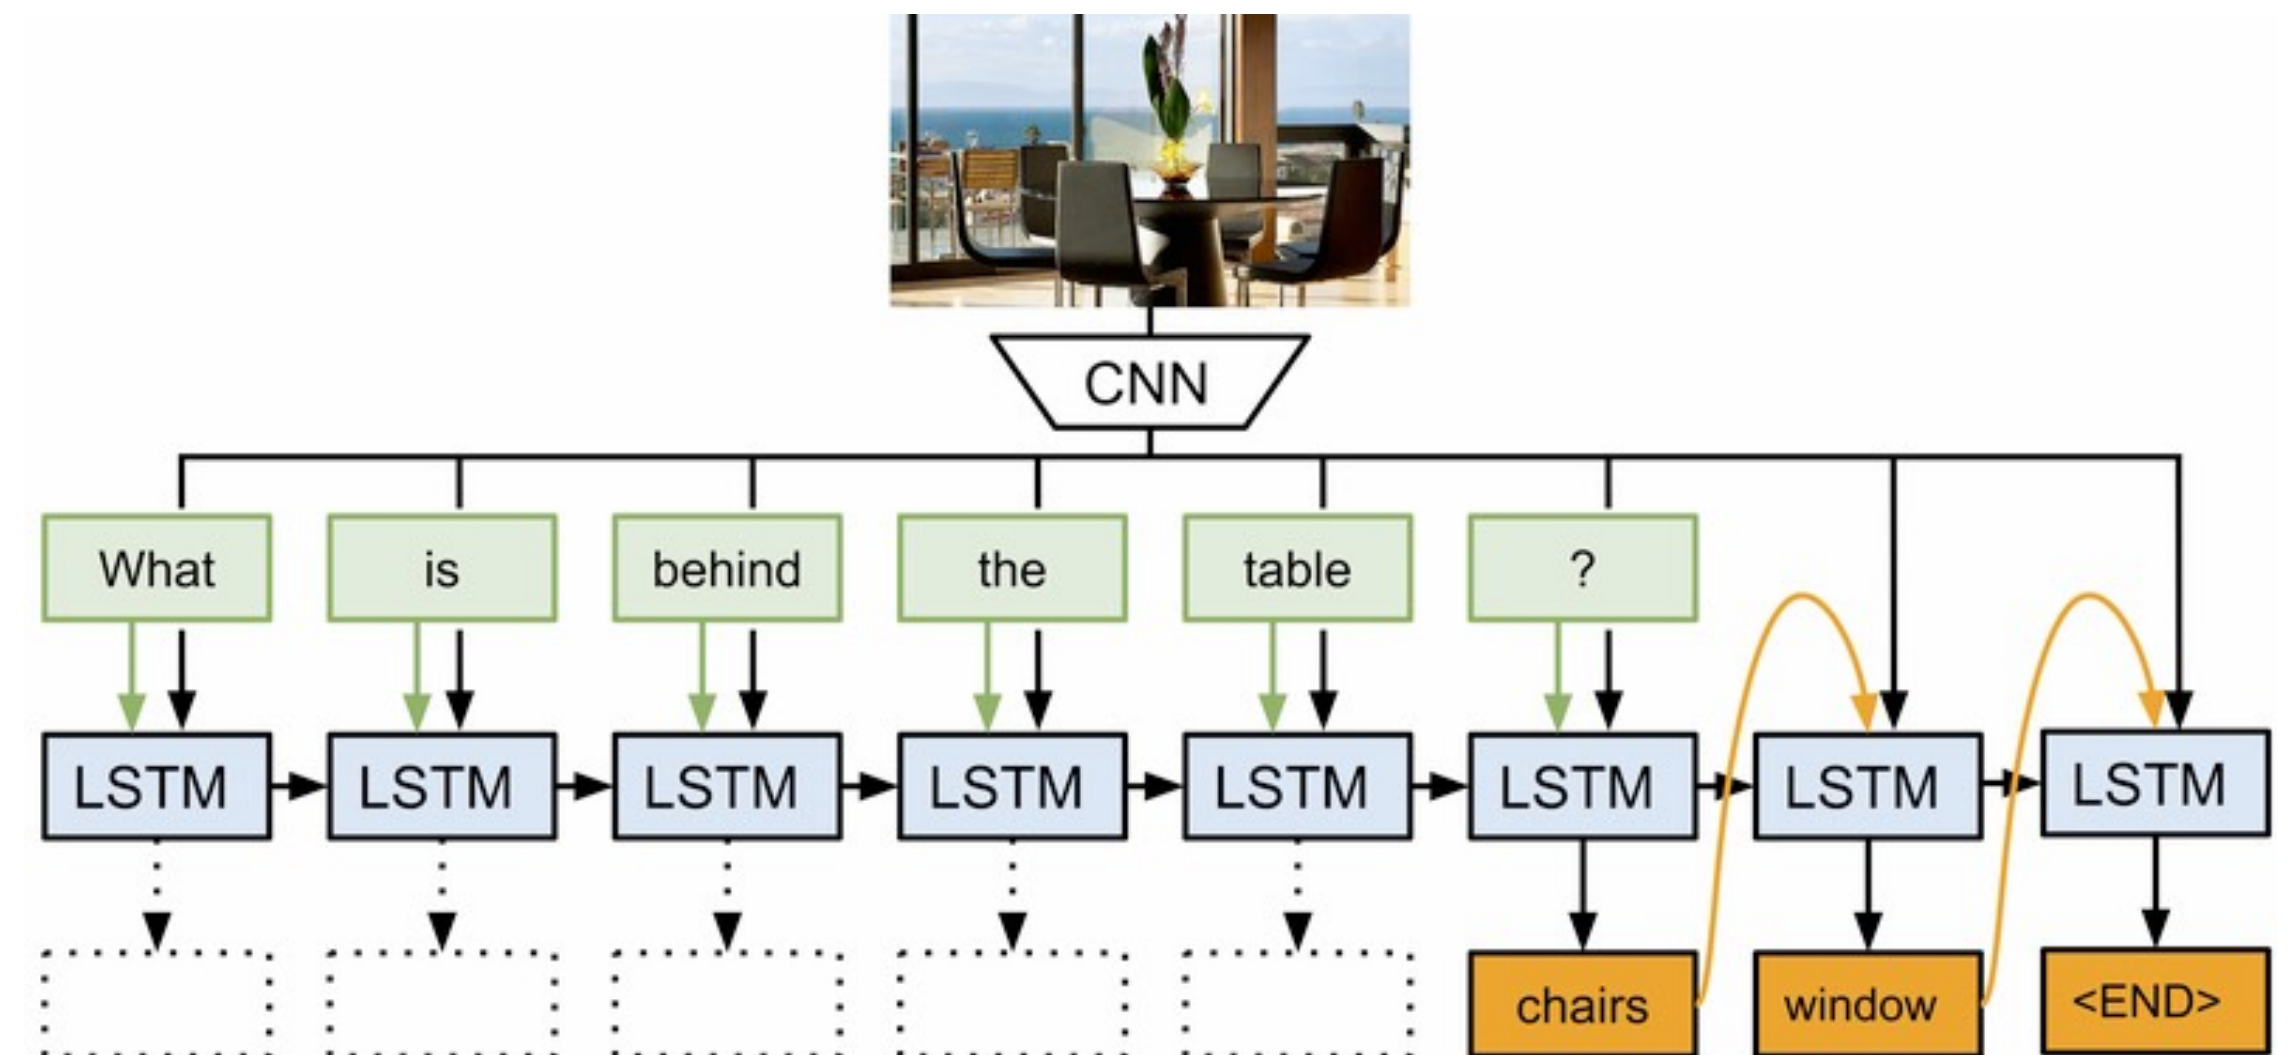 CNN
What is behind the table ?
LSTM LSTM LSTM LSTM LSTM LSTM LSTM LSTM
chairs window <END>